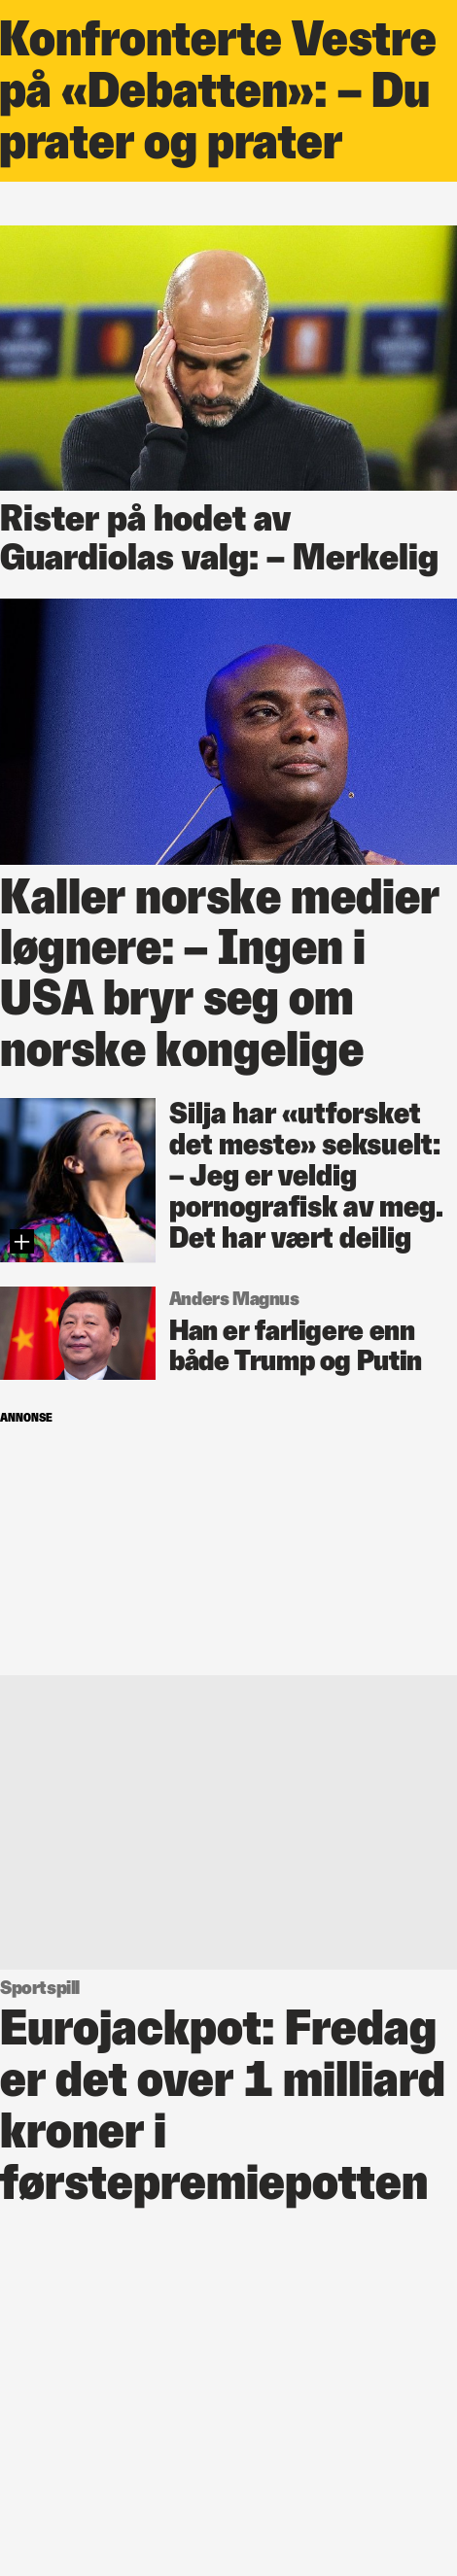 Konfronterte Vestre
på «Debatten»: – Du
prater og prater
Rister på hodet av
Guardiolas valg: – Merkelig
Kaller norske medier
løgnere: – Ingen i
USA bryr seg om
norske kongelige
Silja har «utforsket
det meste» seksuelt:
– Jeg er veldig
pornografisk av meg.
Det har vært deilig
Anders Magnus
Han er farligere enn
både Trump og Putin
ANNONSE
Sportspill
Eurojackpot: Fredag
er det over 1 milliard
kroner i
førstepremiepotten